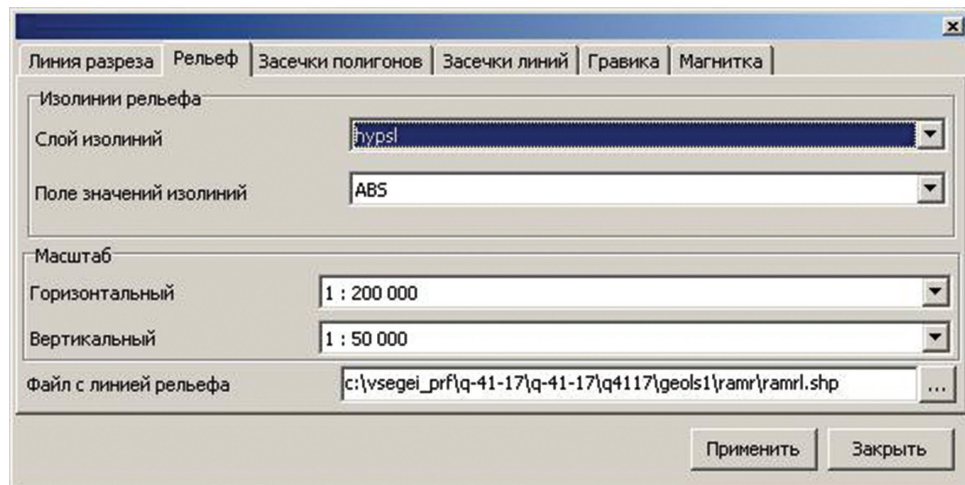 Линия разреза Рельеф Засечки полигонов Засечки линий Гравика Магнитка
Изолинии рельефа
Слой изолиний hypsl
Поле значений изолиний ABS
Масштаб
Горизонтальный 1 : 200 000
Вертикальный 1 : 50 000
Файл с линией рельефа c:\vsegei_prf\q-41-17\q-41-17\q4117\geols1\ramr\ramrl.shp ...
Применить Закрыть